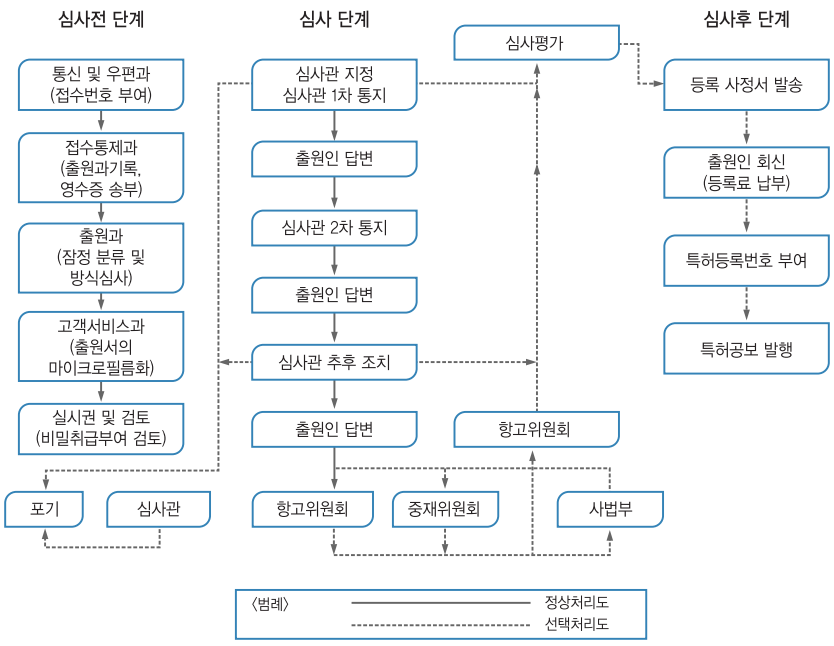 심사전 단계
통신 및 우편과
(접수번호 부여)
접수통제과
(출원과기록,
영수증 송부)
출원과
(잠정 분류 및
방식심사)
고객서비스과
(출원서의
마이크로필름화)
실시권 및 검토
(비밀취급부여 검토)
포기
심사관
심사 단계
심사관 지정
심사관 1차 통지
출원인 답변
심사관 2차 통지
출원인 답변
심사관 추후 조치
출원인 답변
항고위원회
중재위원회
사법부
항고위원회
심사평가
심사후 단계
등록 사정서 발송
출원인 회신
(등록료 납부)
특허등록번호 부여
특허공보 발행
〈범례〉
정상처리도
선택처리도